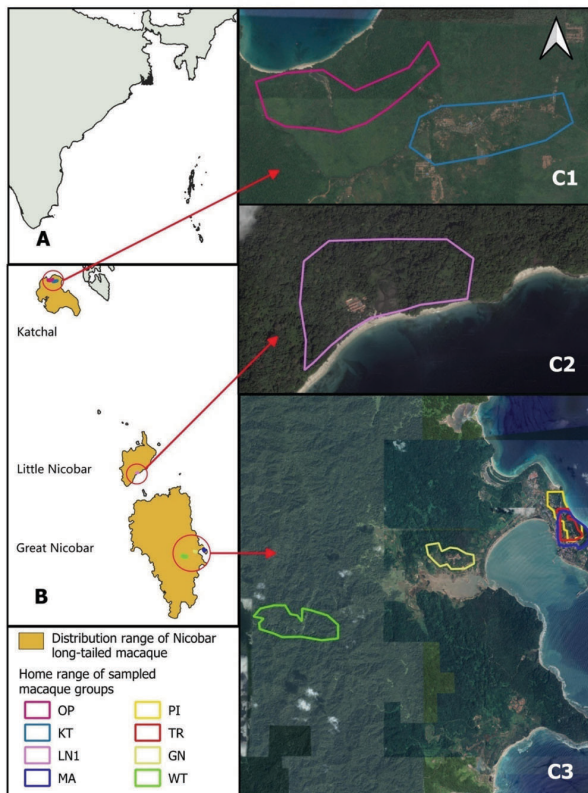 A
C1
B
Katchal
Little Nicobar
Great Nicobar
C2
C3
Distribution range of Nicobar
long-tailed macaque
Home range of sampled
macaque groups
OP
KT
LN1
MA
PI
TR
GN
WT